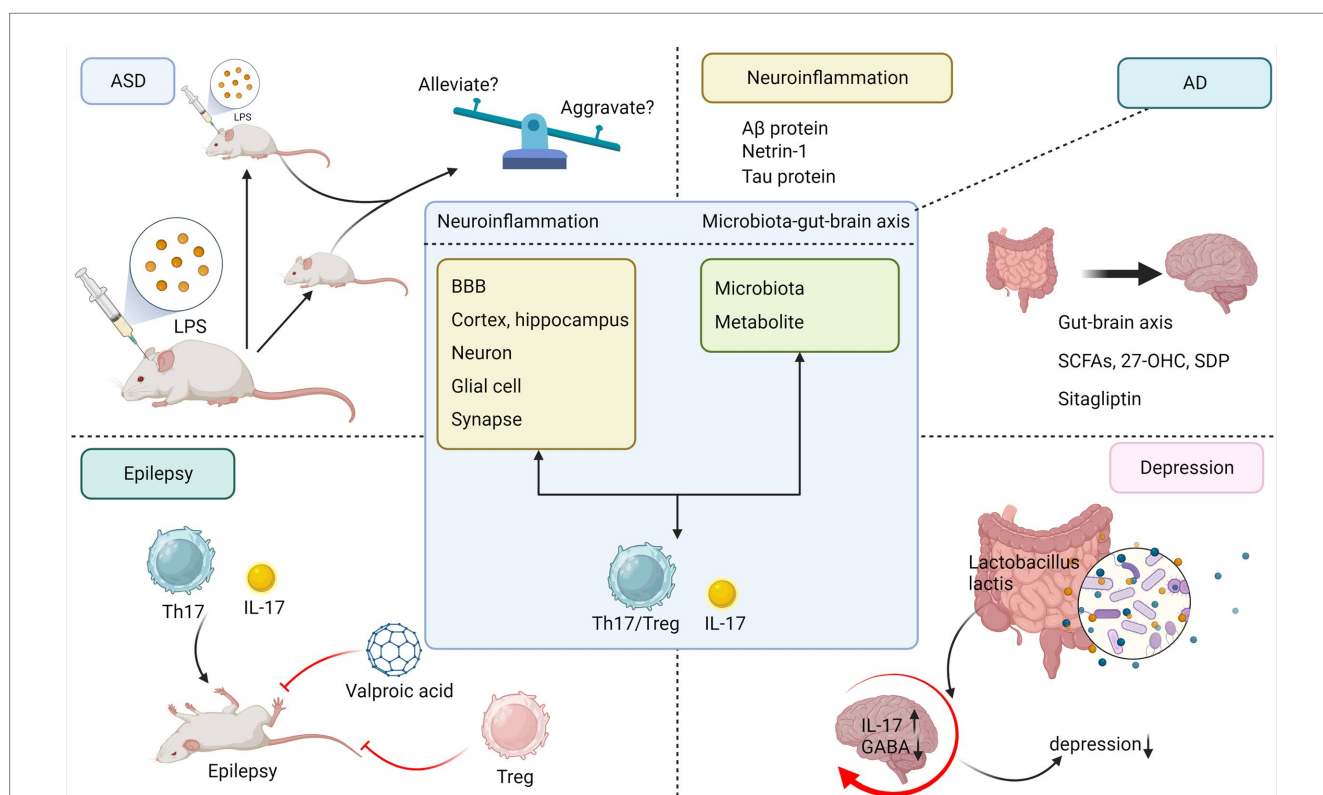 ASD
LPS
Alleviate?
Aggravate?
LPS
Neuroinflammation
Aβ protein
Netrin-1
Tau protein
AD
Neuroinflammation
Microbiota-gut-brain axis
BBB
Cortex, hippocampus
Neuron
Glial cell
Synapse
Microbiota
Metabolite
Th17/Treg
IL-17
Gut-brain axis
SCFAs, 27-OHC, SDP
Sitagliptin
Epilepsy
Th17
IL-17
Valproic acid
Epilepsy
Treg
Depression
Lactobacillus
lactis
IL-17
GABA
depression